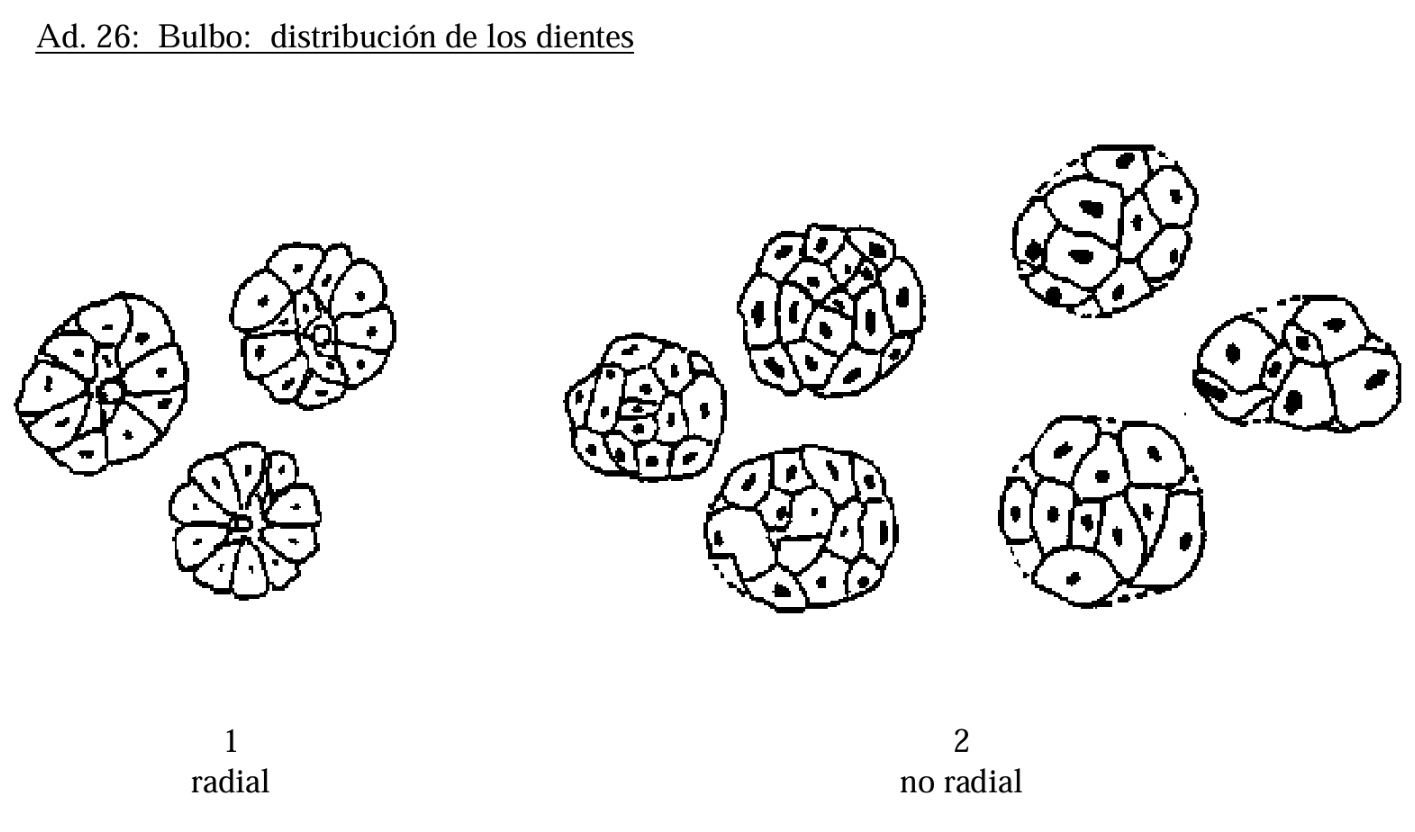 Ad. 26: Bulbo: distribución de los dientes
1
radial
2
no radial